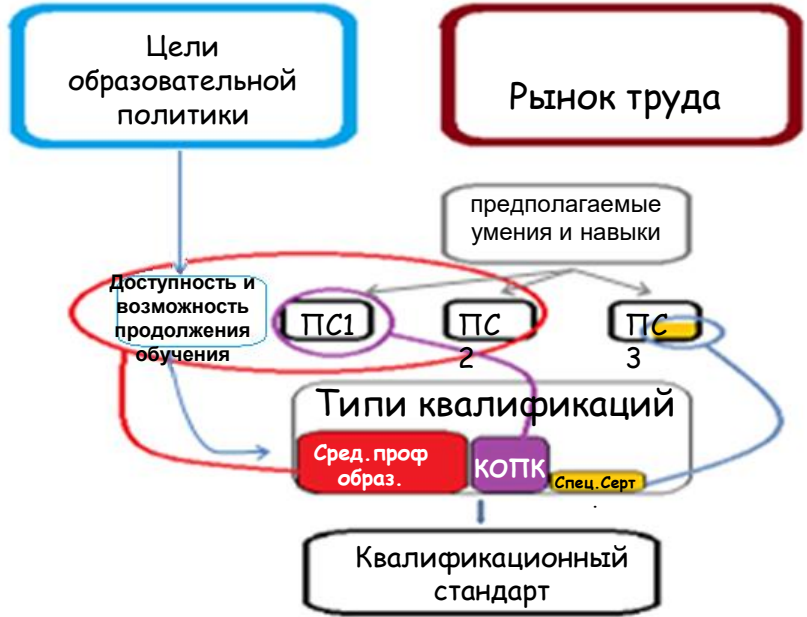 Цели
образовательной
политики
Рынок труда
предполагаемые
умения и навыки
Доступность и
возможность
продолжения
обучения
ПС1
ПС
2
ПС
3
Типи квалификаций
Сред.проф
образ.
КОПК
Спец.Серт
.
Квалификационный
стандарт